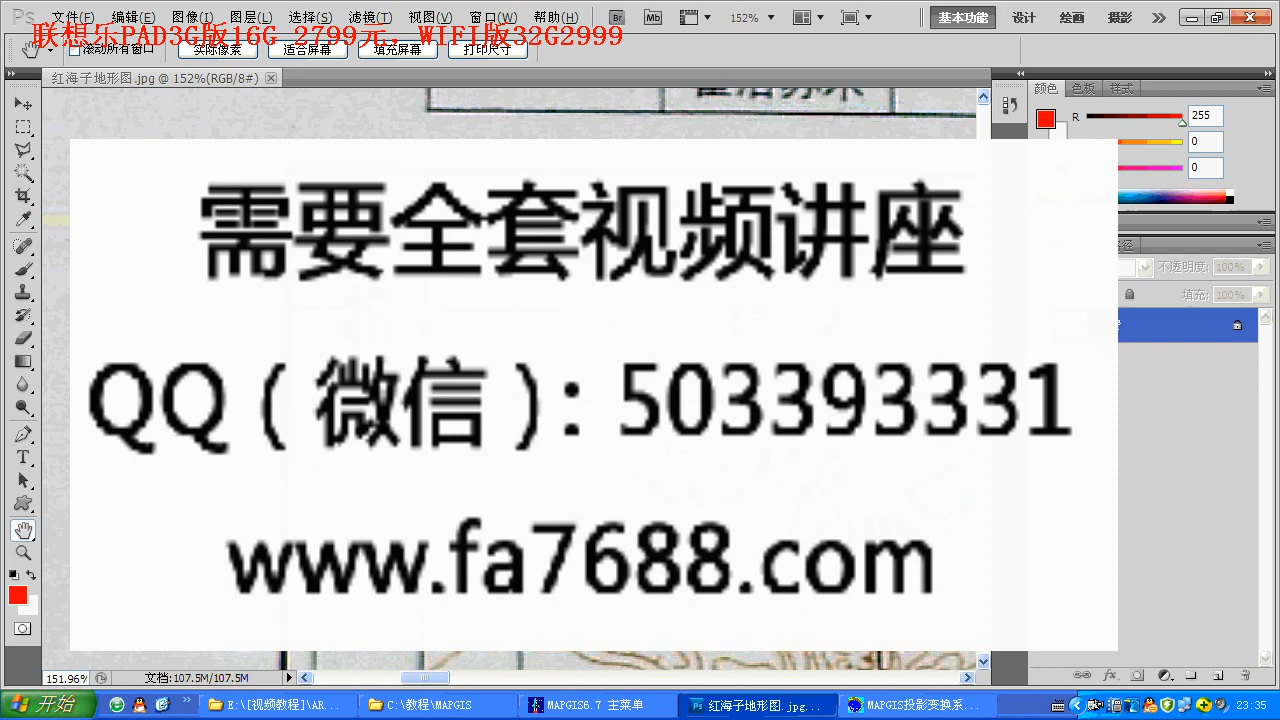 Ps 文件(F) 编辑(E) 图像(I) 图层(L) 选择(S) 滤镜(T) 视图(V) 窗口(W) 帮助(H) Br Mb 152% 基本功能 设计 绘画 摄影
联想乐PAD3G版16G 2799元，WIFI版32G2999
滚动所有窗口 实际像素 适合屏幕 填充屏幕 打印尺寸
红海子地形图.jpg @ 152%(RGB/8#)
颜色 色板 样式
R 255
0
0
需要全套视频讲座
QQ（微信）：503393331
www.fa7688.com
不透明度: 100%
填充: 100%
151.96% 文档:107.5M/107.5M
开始 E:\[视频教程]\AR... C:\教程\MAPGIS MAPGIS6.7 主菜单 红海子地形图.jpg... MAPGIS投影变换系... 23:35